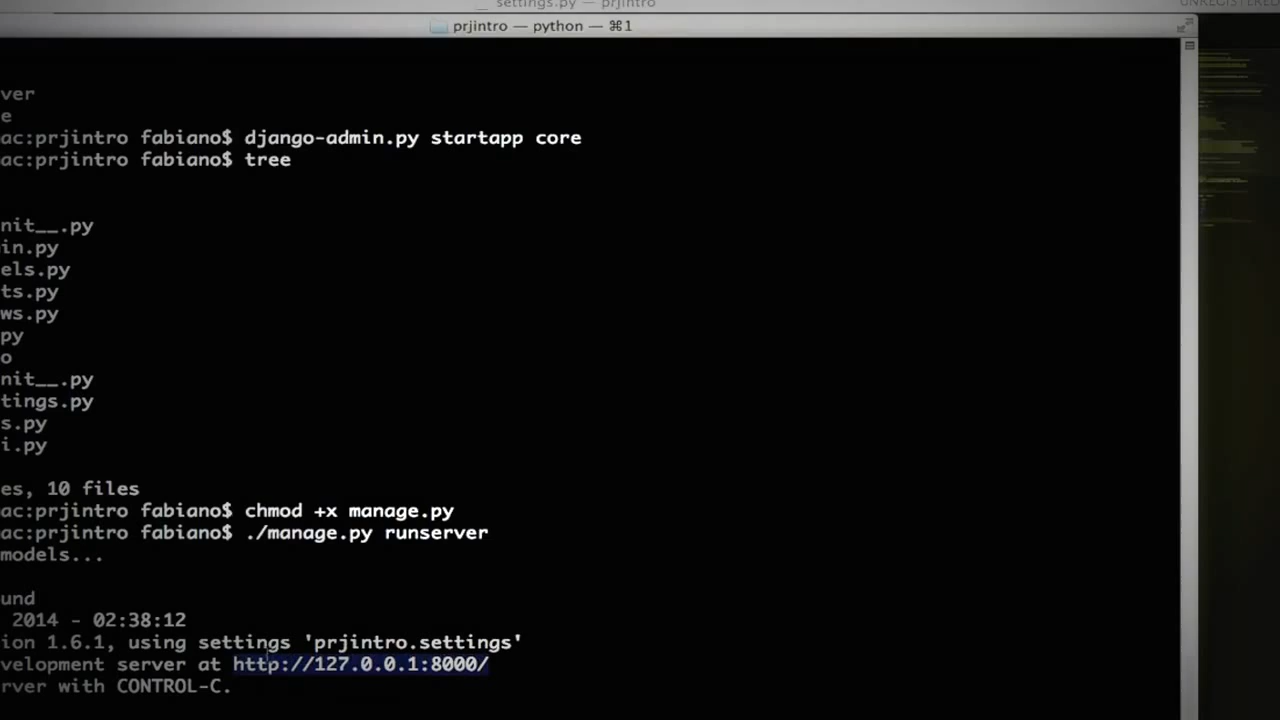 settings.py — prjintro
UNREGISTERED
prjintro — python — ⌘1
ver
e
ac:prjintro fabiano$ django-admin.py startapp core
ac:prjintro fabiano$ tree
nit__.py
in.py
els.py
ts.py
ws.py
py
o
nit__.py
tings.py
s.py
i.py
es, 10 files
ac:prjintro fabiano$ chmod +x manage.py
ac:prjintro fabiano$ ./manage.py runserver
models...
und
2014 - 02:38:12
ion 1.6.1, using settings 'prjintro.settings'
velopment server at http://127.0.0.1:8000/
rver with CONTROL-C.